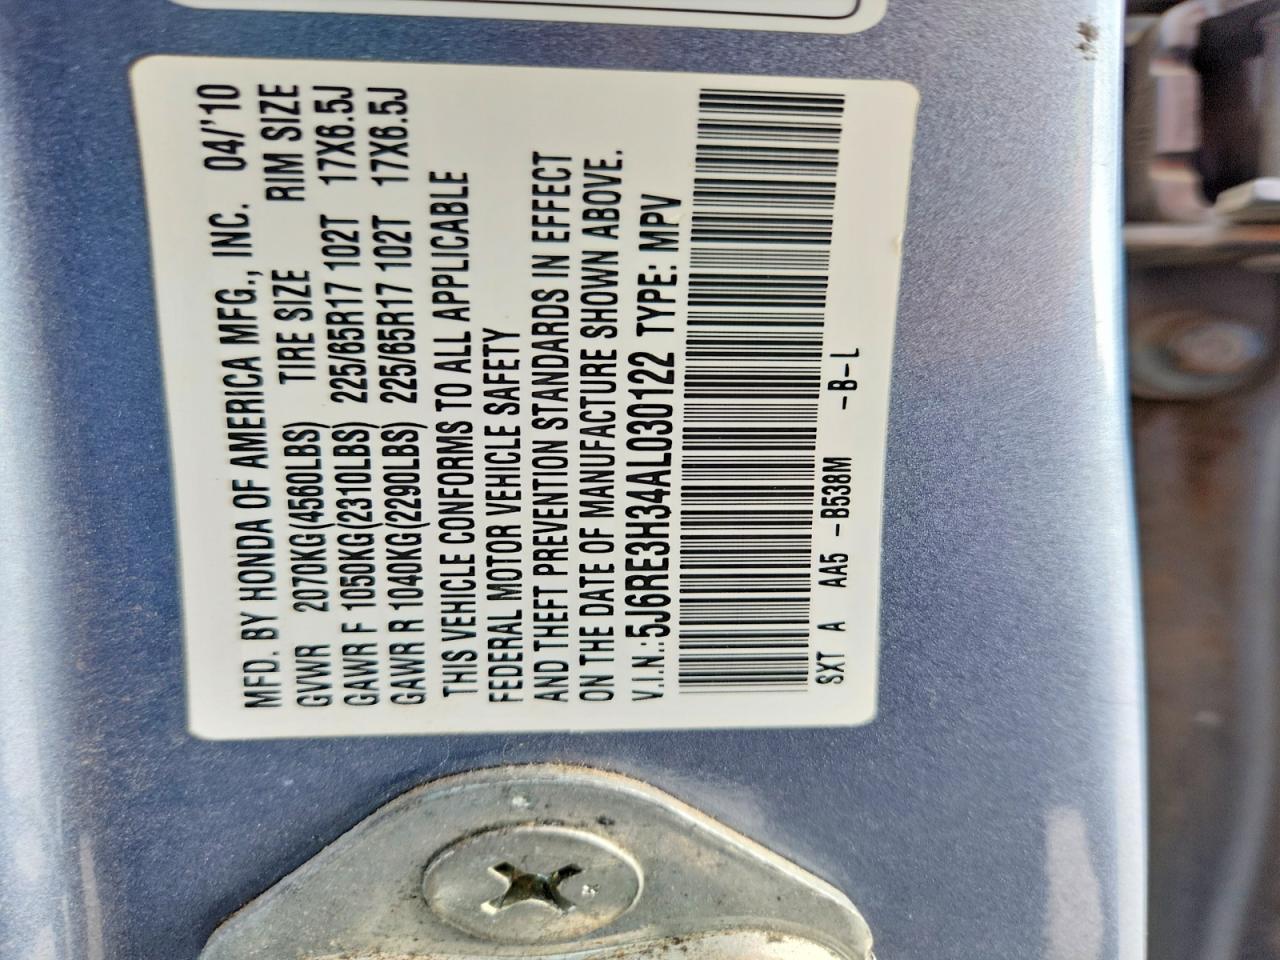 MFD. BY HONDA OF AMERICA MFG., INC. 04/'10
GVWR 2070KG(4560LBS) TIRE SIZE RIM SIZE
GAWR F 1050KG(2310LBS) 225/65R17 102T 17X6.5J
GAWR R 1040KG(2290LBS) 225/65R17 102T 17X6.5J
THIS VEHICLE CONFORMS TO ALL APPLICABLE
FEDERAL MOTOR VEHICLE SAFETY
AND THEFT PREVENTION STANDARDS IN EFFECT
ON THE DATE OF MANUFACTURE SHOWN ABOVE.
V.I.N.:5J6RE3H34AL030122 TYPE: MPV
SXT A AA5 -B538M -B-L